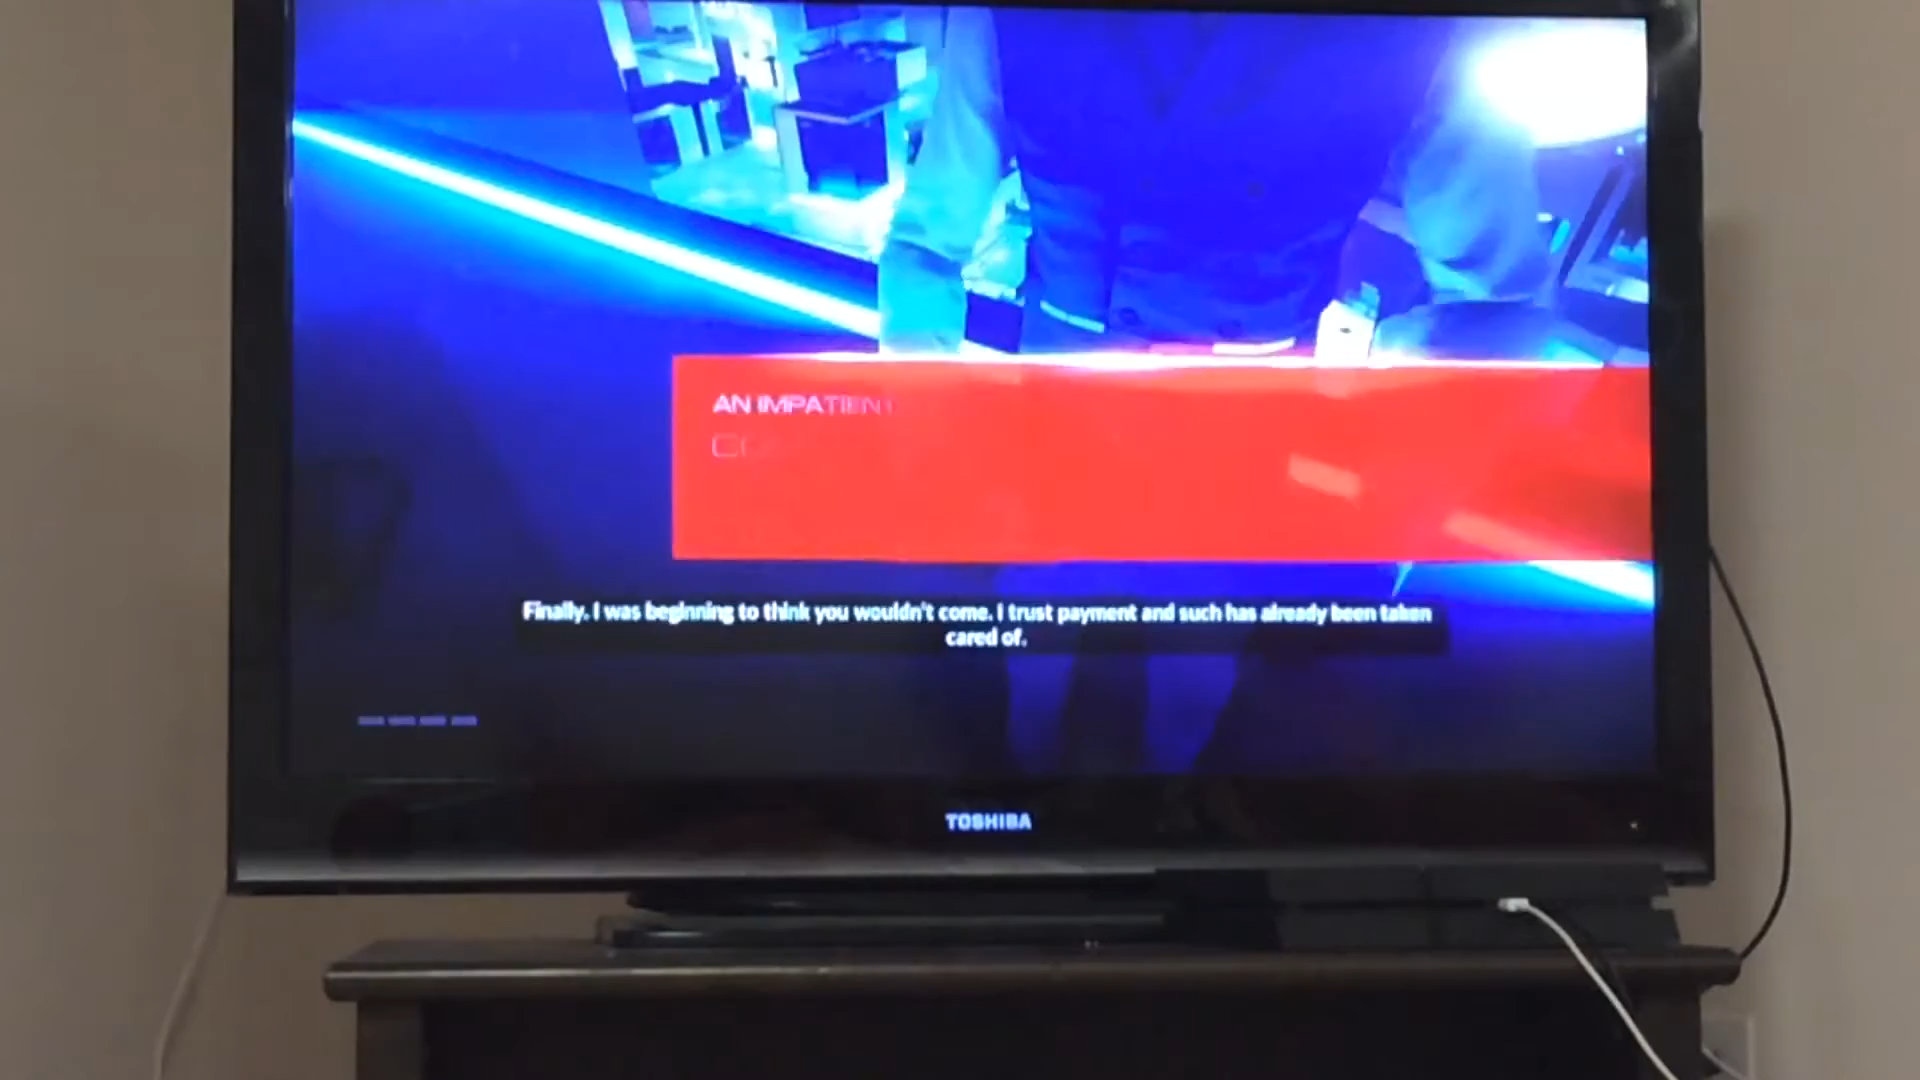 AN IMPATIENT
Finally. I was beginning to think you wouldn't come. I trust payment and such has already been taken
cared of.
TOSHIBA